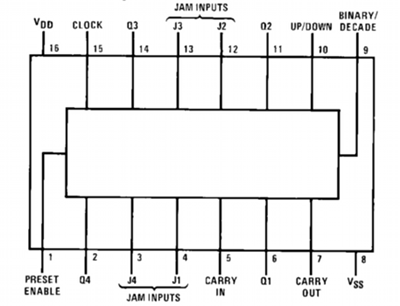 JAM INPUTS
VDD CLOCK Q3 J3 J2 Q2 UP/DOWN BINARY/
DECADE
16 15 14 13 12 11 10 9
1 2 3 4 5 6 7 8
PRESET Q4 J4 J1 CARRY Q1 CARRY VSS
ENABLE IN OUT
JAM INPUTS